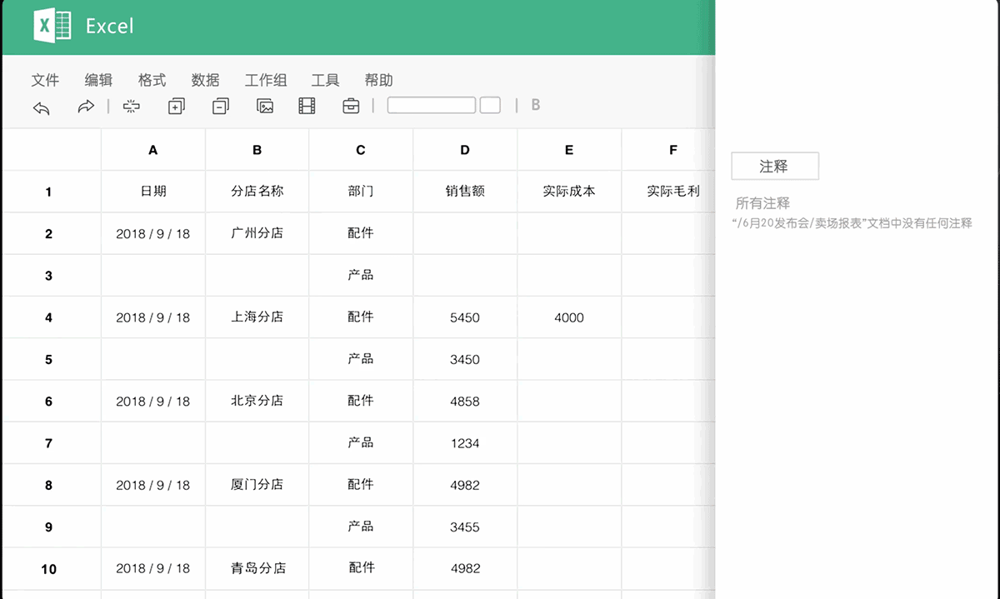 X Excel
文件 编辑 格式 数据 工作组 工具 帮助
B
A B C D E F
1 日期 分店名称 部门 销售额 实际成本 实际毛利
2 2018 / 9 / 18 广州分店 配件
3 产品
4 2018 / 9 / 18 上海分店 配件 5450 4000
5 产品 3450
6 2018 / 9 / 18 北京分店 配件 4858
7 产品 1234
8 2018 / 9 / 18 厦门分店 配件 4982
9 产品 3455
10 2018 / 9 / 18 青岛分店 配件 4982
注释
所有注释
“/6月20发布会/卖场报表”文档中没有任何注释